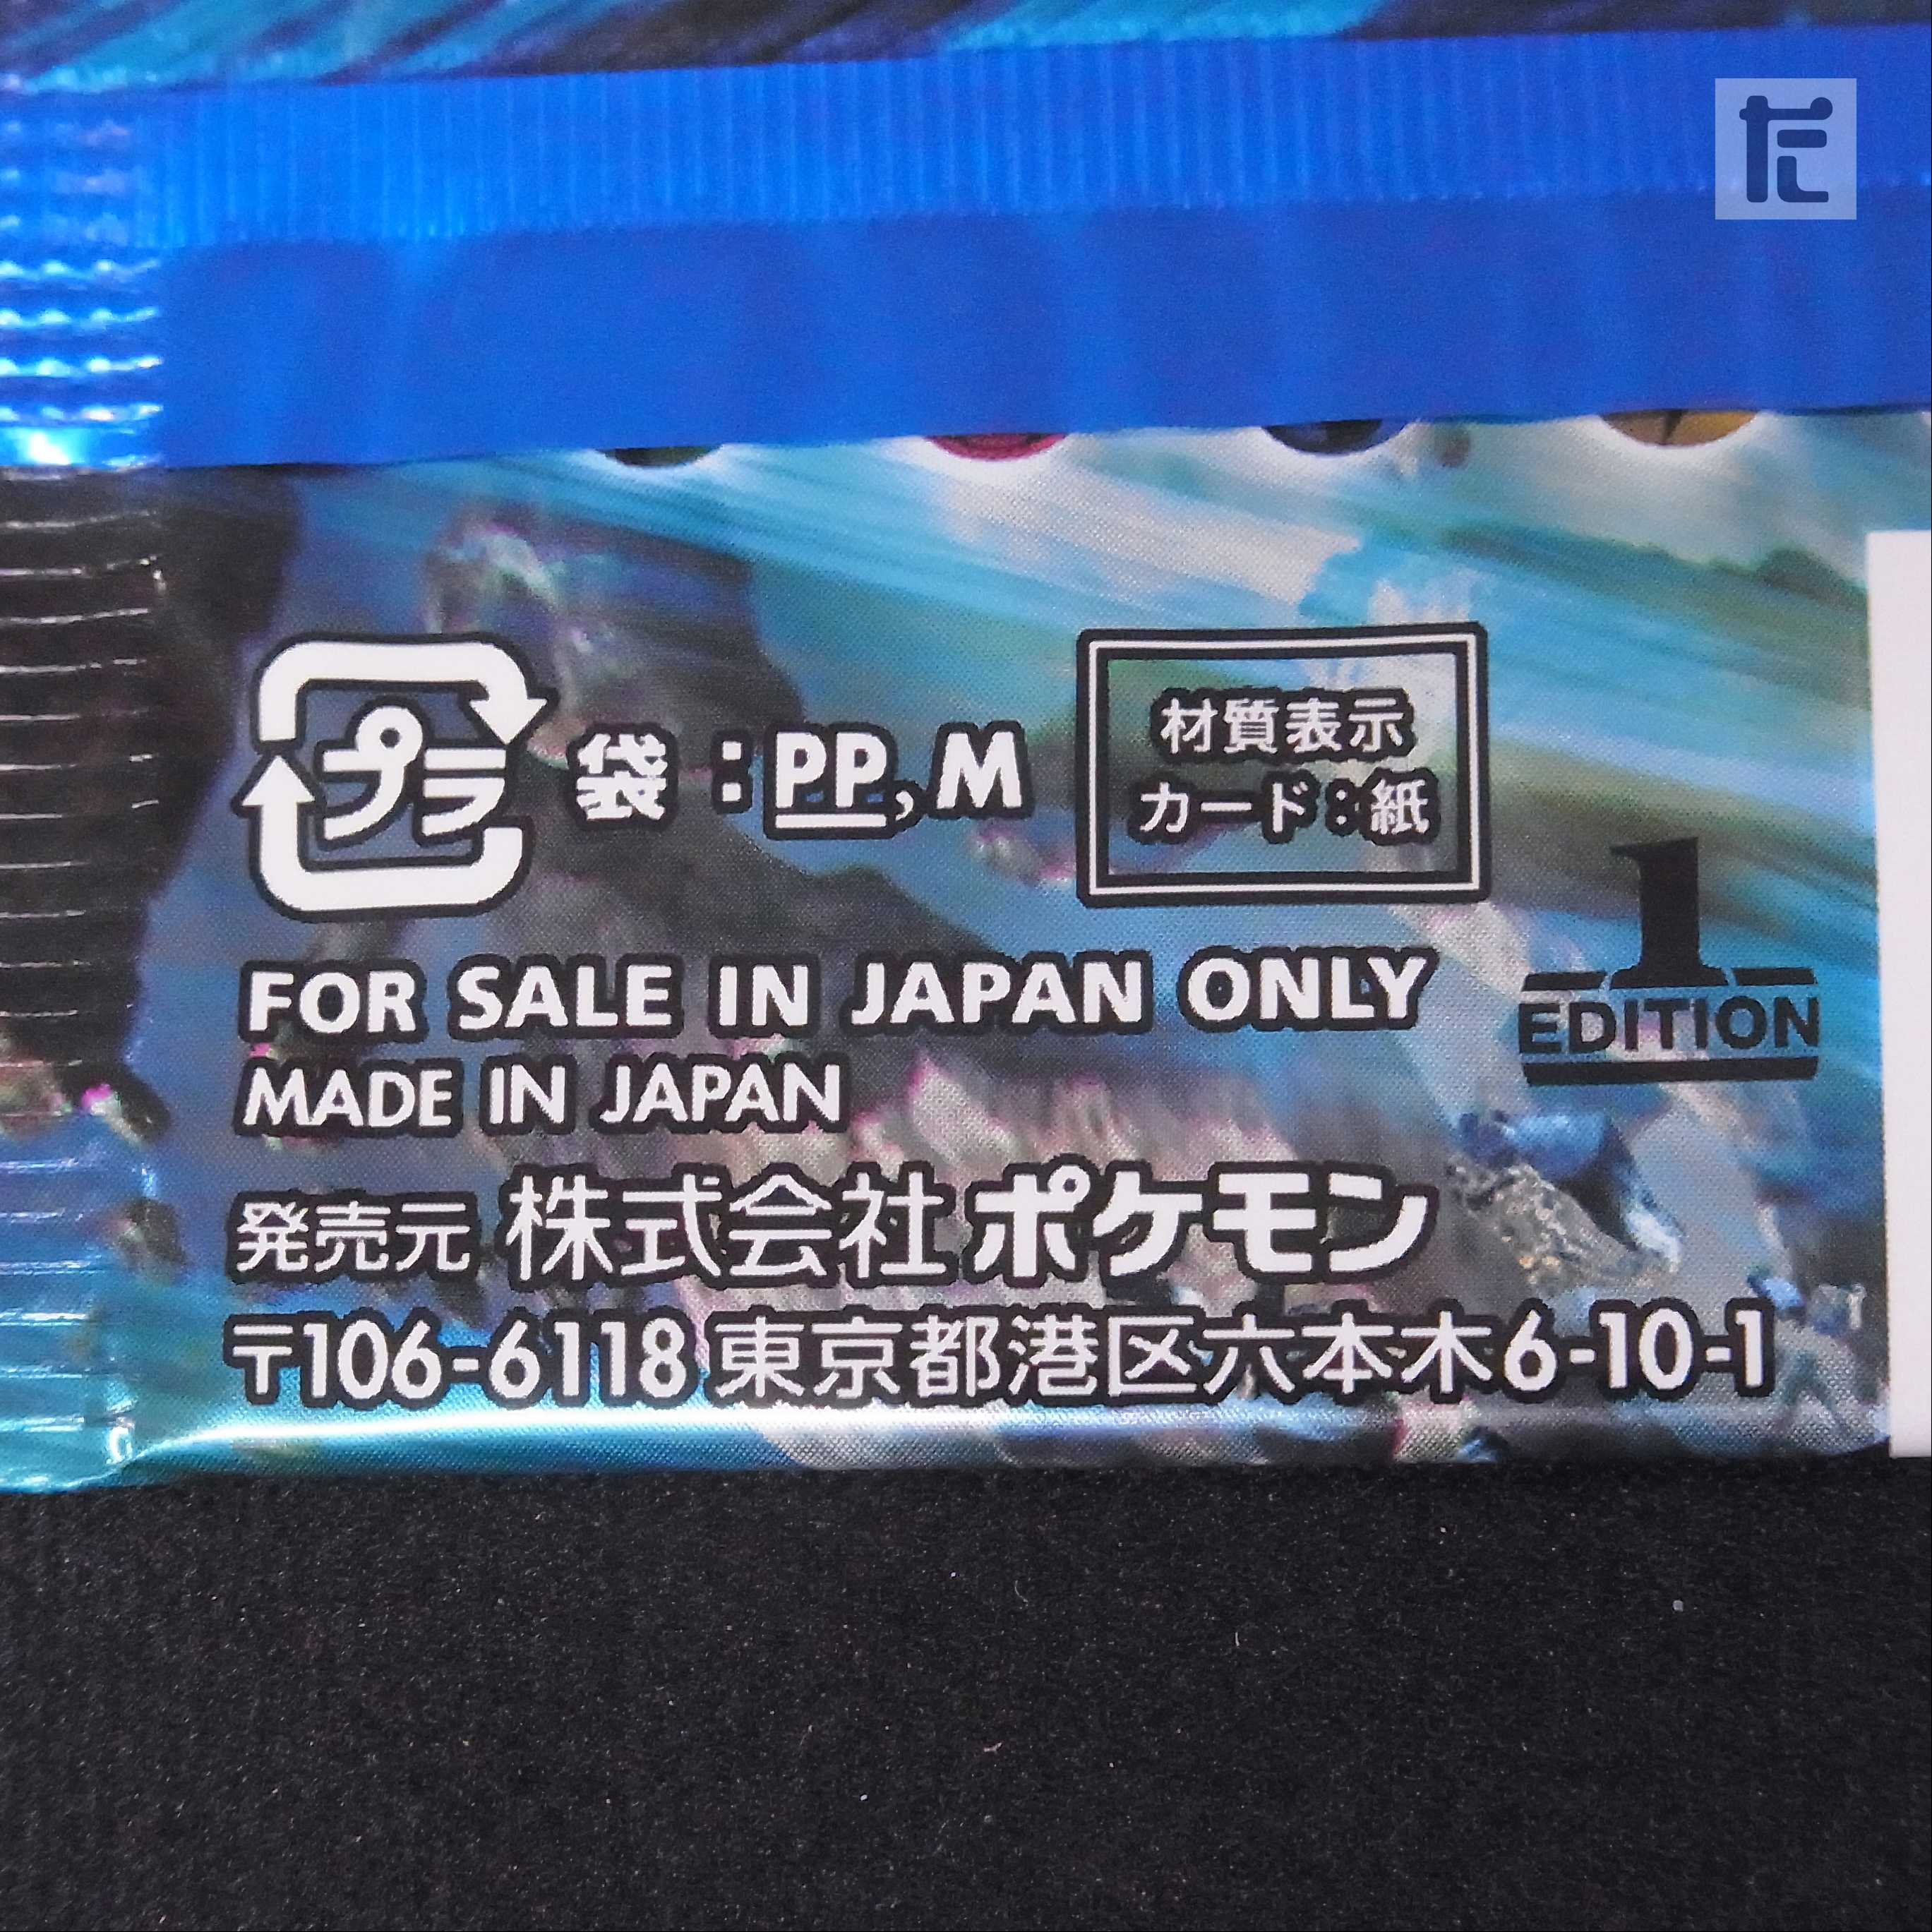 プラ 袋:PP,M
材質表示
カード:紙
1
EDITION
FOR SALE IN JAPAN ONLY
MADE IN JAPAN
発売元 株式会社ポケモン
〒106-6118 東京都港区六本木6-10-1